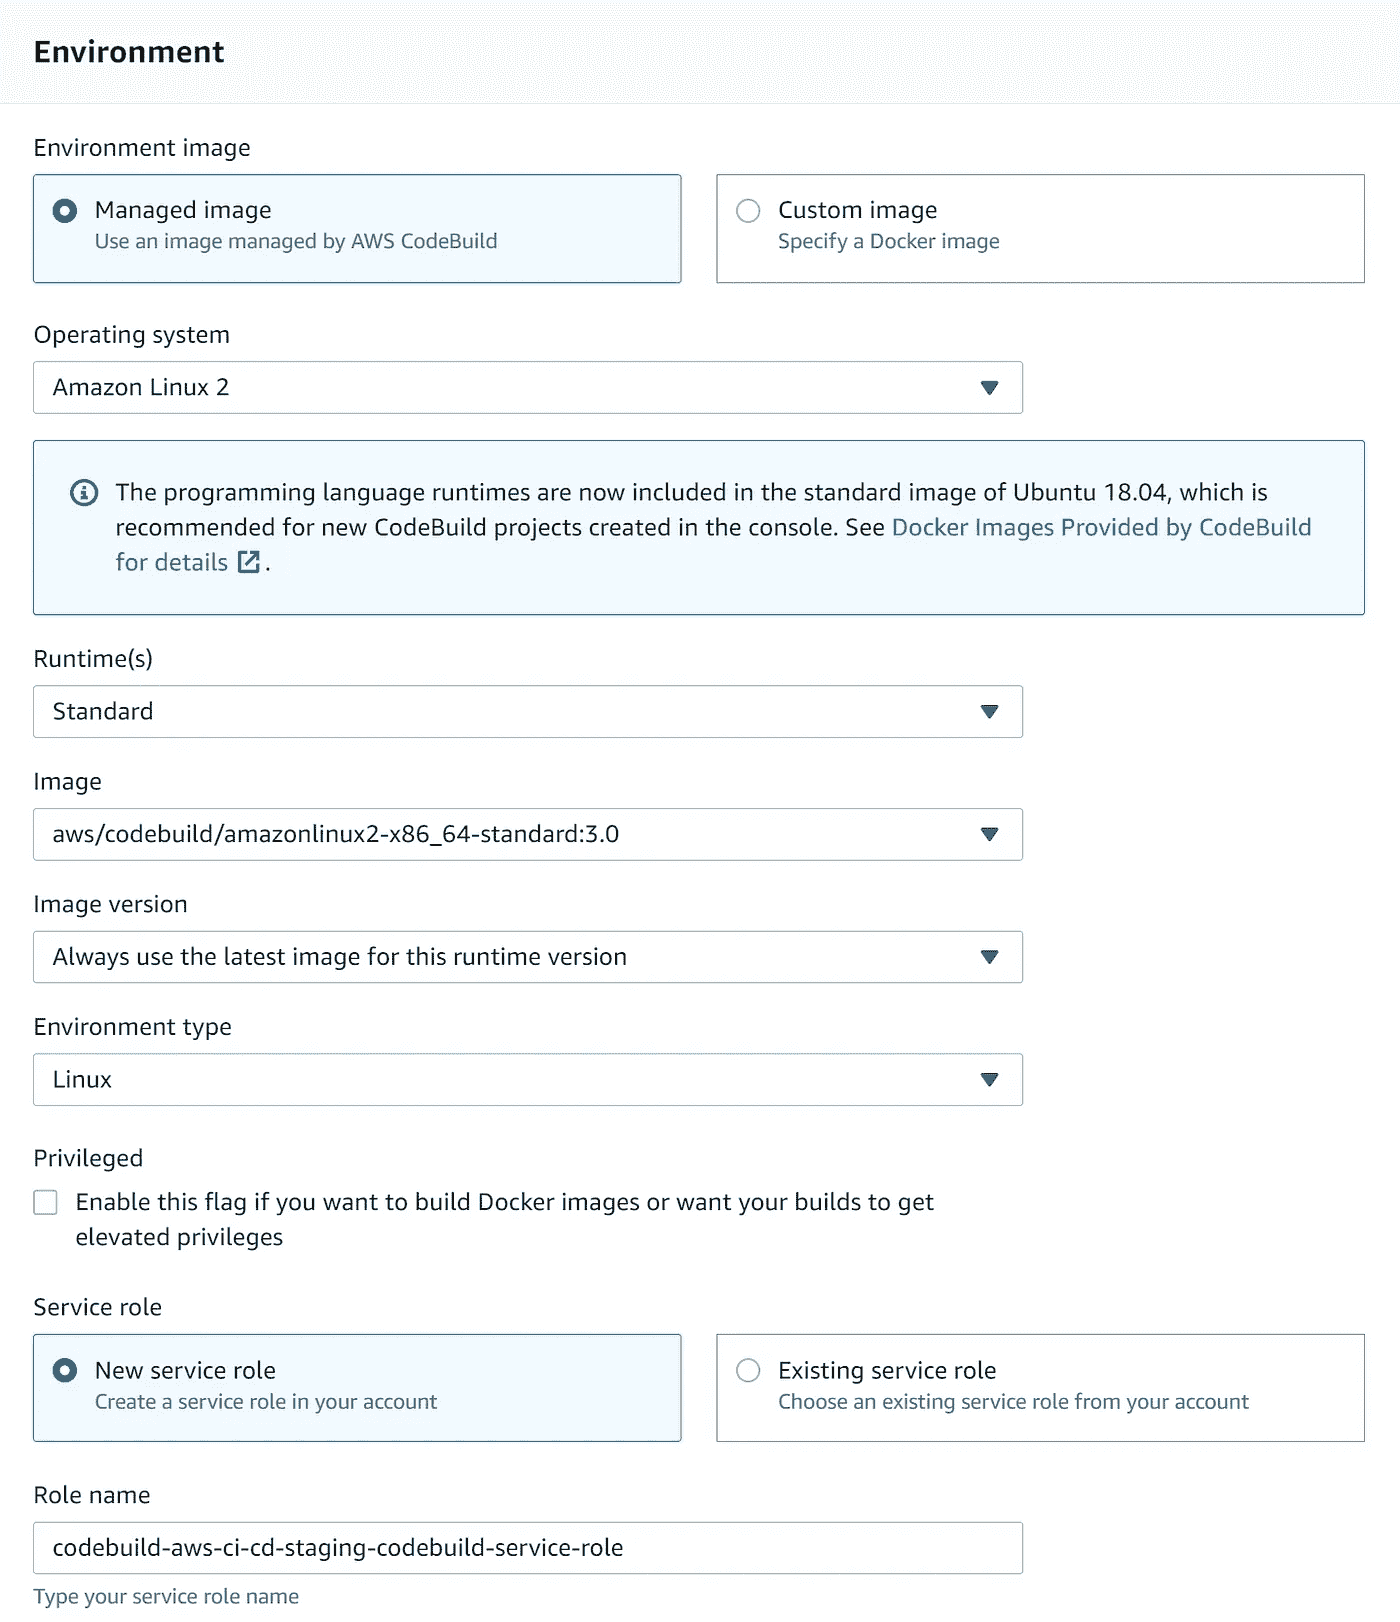 Environment
Environment image
Managed image
Use an image managed by AWS CodeBuild
Custom image
Specify a Docker image
Operating system
Amazon Linux 2
The programming language runtimes are now included in the standard image of Ubuntu 18.04, which is
recommended for new CodeBuild projects created in the console. See Docker Images Provided by CodeBuild
for details .
Runtime(s)
Standard
Image
aws/codebuild/amazonlinux2-x86_64-standard:3.0
Image version
Always use the latest image for this runtime version
Environment type
Linux
Privileged
Enable this flag if you want to build Docker images or want your builds to get
elevated privileges
Service role
New service role
Create a service role in your account
Existing service role
Choose an existing service role from your account
Role name
codebuild-aws-ci-cd-staging-codebuild-service-role
Type your service role name